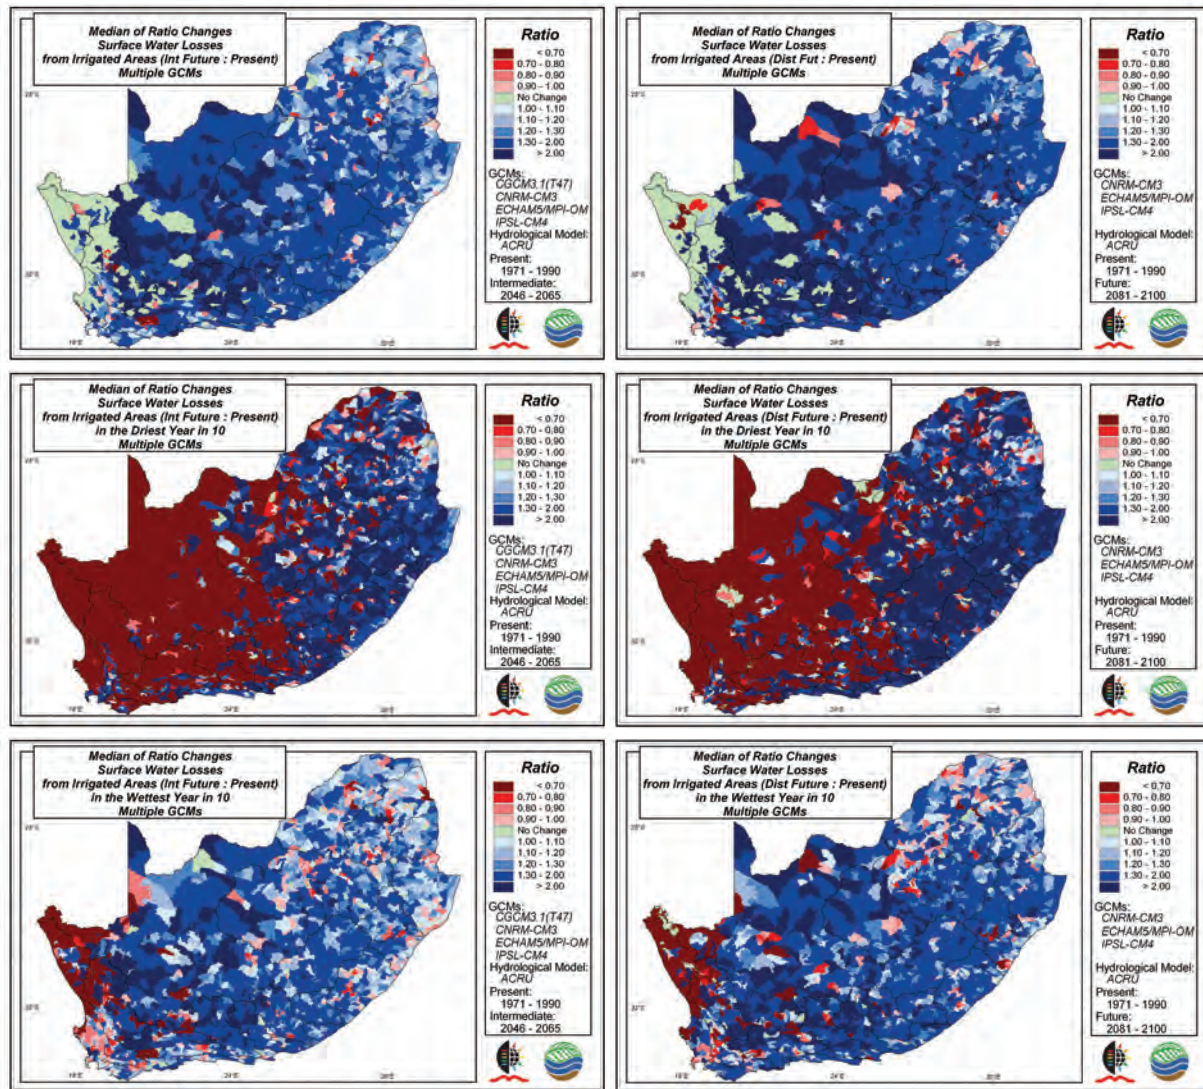 Median of Ratio Changes
Surface Water Losses
from Irrigated Areas (Int Future : Present)
Multiple GCMs
Ratio
< 0.70
0.70 - 0.80
0.80 - 0.90
0.90 - 1.00
No Change
1.00 - 1.10
1.10 - 1.20
1.20 - 1.30
1.30 - 2.00
> 2.00
GCMs:
CGCM3.1(T47)
CNRM-CM3
ECHAM5/MPI-OM
IPSL-CM4
Hydrological Model:
ACRU
Present:
1971 - 1990
Intermediate:
2046 - 2065
Median of Ratio Changes
Surface Water Losses
from Irrigated Areas (Dist Fut : Present)
Multiple GCMs
Ratio
< 0.70
0.70 - 0.80
0.80 - 0.90
0.90 - 1.00
No Change
1.00 - 1.10
1.10 - 1.20
1.20 - 1.30
1.30 - 2.00
> 2.00
GCMs:
CNRM-CM3
ECHAM5/MPI-OM
IPSL-CM4
Hydrological Model:
ACRU
Present:
1971 - 1990
Future:
2081 - 2100
Median of Ratio Changes
Surface Water Losses
from Irrigated Areas (Int Future : Present)
in the Driest Year in 10
Multiple GCMs
Ratio
< 0.70
0.70 - 0.80
0.80 - 0.90
0.90 - 1.00
No Change
1.00 - 1.10
1.10 - 1.20
1.20 - 1.30
1.30 - 2.00
> 2.00
GCMs:
CGCM3.1(T47)
CNRM-CM3
ECHAM5/MPI-OM
IPSL-CM4
Hydrological Model:
ACRU
Present:
1971 - 1990
Intermediate:
2046 - 2065
Median of Ratio Changes
Surface Water Losses
from Irrigated Areas (Dist Future : Present)
in the Driest Year in 10
Multiple GCMs
Ratio
< 0.70
0.70 - 0.80
0.80 - 0.90
0.90 - 1.00
No Change
1.00 - 1.10
1.10 - 1.20
1.20 - 1.30
1.30 - 2.00
> 2.00
GCMs:
CNRM-CM3
ECHAM5/MPI-OM
IPSL-CM4
Hydrological Model:
ACRU
Present:
1971 - 1990
Future:
2081 - 2100
Median of Ratio Changes
Surface Water Losses
from Irrigated Areas (Int Future : Present)
in the Wettest Year in 10
Multiple GCMs
Ratio
< 0.70
0.70 - 0.80
0.80 - 0.90
0.90 - 1.00
No Change
1.00 - 1.10
1.10 - 1.20
1.20 - 1.30
1.30 - 2.00
> 2.00
GCMs:
CGCM3.1(T47)
CNRM-CM3
ECHAM5/MPI-OM
IPSL-CM4
Hydrological Model:
ACRU
Present:
1971 - 1990
Intermediate:
2046 - 2065
Median of Ratio Changes
Surface Water Losses
from Irrigated Areas (Dist Future : Present)
in the Wettest Year in 10
Multiple GCMs
Ratio
< 0.70
0.70 - 0.80
0.80 - 0.90
0.90 - 1.00
No Change
1.00 - 1.10
1.10 - 1.20
1.20 - 1.30
1.30 - 2.00
> 2.00
GCMs:
CNRM-CM3
ECHAM5/MPI-OM
IPSL-CM4
Hydrological Model:
ACRU
Present:
1971 - 1990
Future:
2081 - 2100